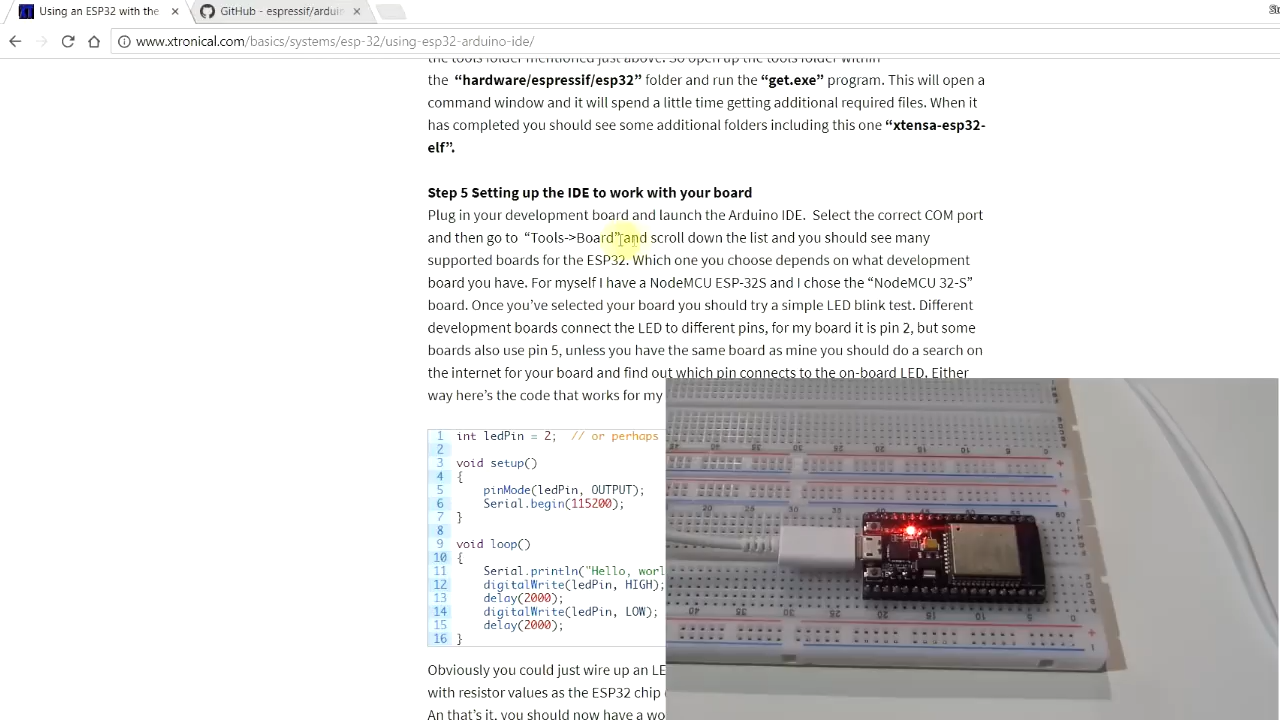 Using an ESP32 with the
GitHub - espressif/arduin
www.xtronical.com/basics/systems/esp-32/using-esp32-arduino-ide/
the tools folder mentioned just above. So open up the tools folder within
the “hardware/espressif/esp32” folder and run the “get.exe” program. This will open a
command window and it will spend a little time getting additional required files. When it
has completed you should see some additional folders including this one “xtensa-esp32-
elf”.
Step 5 Setting up the IDE to work with your board
Plug in your development board and launch the Arduino IDE. Select the correct COM port
and then go to “Tools->Board” and scroll down the list and you should see many
supported boards for the ESP32. Which one you choose depends on what development
board you have. For myself I have a NodeMCU ESP-32S and I chose the “NodeMCU 32-S”
board. Once you’ve selected your board you should try a simple LED blink test. Different
development boards connect the LED to different pins, for my board it is pin 2, but some
boards also use pin 5, unless you have the same board as mine you should do a search on
the internet for your board and find out which pin connects to the on-board LED. Either
way here’s the code that works for my
1 int ledPin = 2; // or perhaps
2
3 void setup()
4 {
5 pinMode(ledPin, OUTPUT);
6 Serial.begin(115200);
7 }
8
9 void loop()
10 {
11 Serial.println("Hello, worl
12 digitalWrite(ledPin, HIGH);
13 delay(2000);
14 digitalWrite(ledPin, LOW);
15 delay(2000);
16 }
Obviously you could just wire up an LE
with resistor values as the ESP32 chip
An that’s it, you should now have a wo